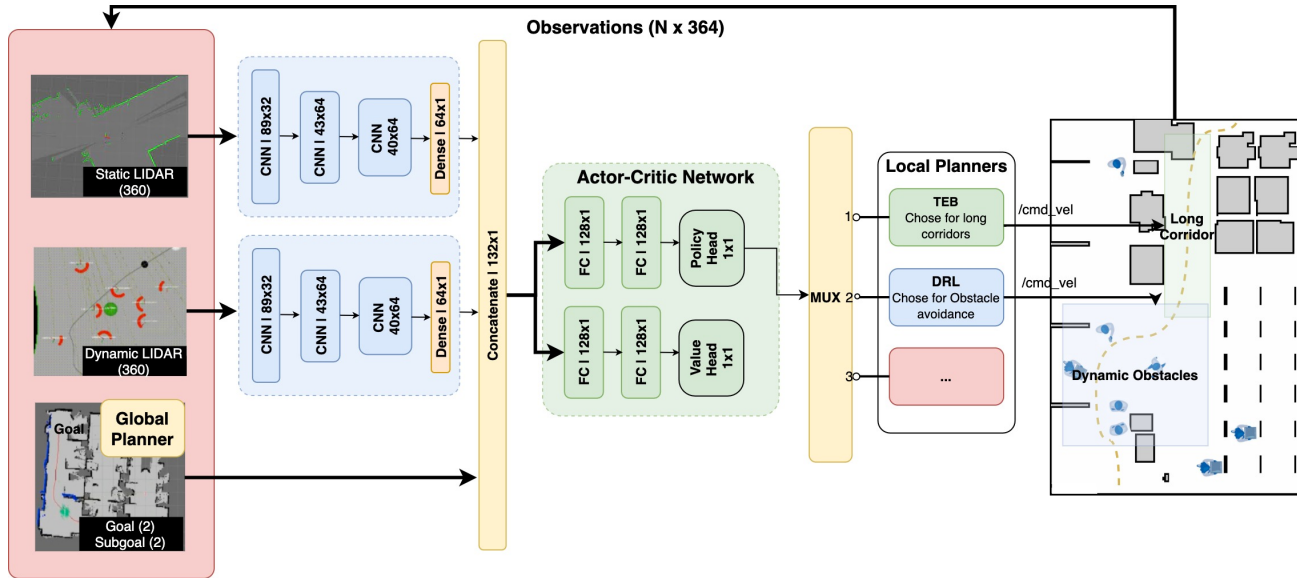 Observations (N x 364)
Static LIDAR
(360)
CNN | 89x32
CNN | 43x64
CNN
40x64
Dense | 64x1
Dynamic LIDAR
(360)
CNN | 89x32
CNN | 43x64
CNN
40x64
Dense | 64x1
Goal
Global
Planner
Goal (2)
Subgoal (2)
Concatenate | 132x1
Actor-Critic Network
FC | 128x1
FC | 128x1
Policy
Head
1x1
FC | 128x1
FC | 128x1
Value
Head
1x1
MUX
1
2
3
Local Planners
TEB
Chose for long
corridors
DRL
Chose for Obstacle
avoidance
...
/cmd_vel
/cmd_vel
Long
Corridor
Dynamic Obstacles